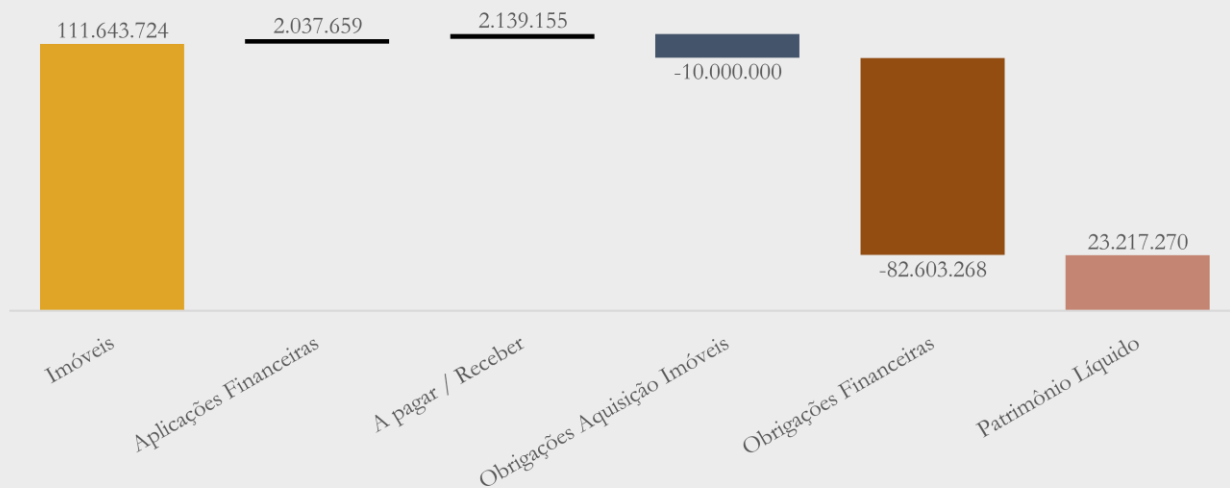 111.643.724
2.037.659
2.139.155
-10.000.000
-82.603.268
23.217.270
Imóveis
Aplicações Financeiras
A pagar / Receber
Obrigações Aquisição Imóveis
Obrigações Financeiras
Patrimônio Líquido